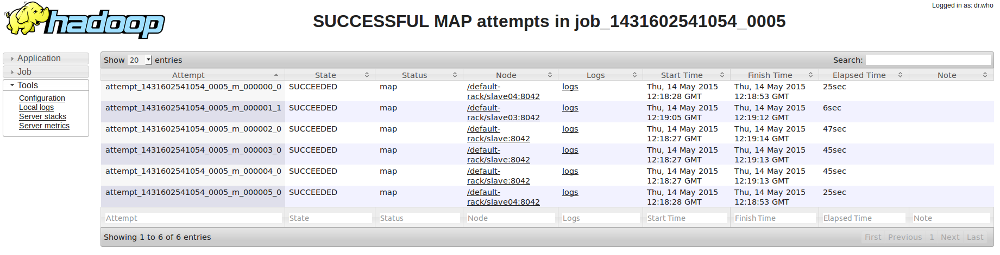 Logged in as: dr.who
hadoop
SUCCESSFUL MAP attempts in job_1431602541054_0005
Application
Job
Tools
Configuration
Local logs
Server stacks
Server metrics
Show 20 entries Search:
Attempt State Status Node Logs Start Time Finish Time Elapsed Time Note
attempt_1431602541054_0005_m_000000_0 SUCCEEDED map /default- logs Thu, 14 May 2015 Thu, 14 May 2015 25sec
rack/slave04:8042 12:18:28 GMT 12:18:53 GMT
attempt_1431602541054_0005_m_000001_1 SUCCEEDED map /default- logs Thu, 14 May 2015 Thu, 14 May 2015 6sec
rack/slave03:8042 12:19:05 GMT 12:19:12 GMT
attempt_1431602541054_0005_m_000002_0 SUCCEEDED map /default- logs Thu, 14 May 2015 Thu, 14 May 2015 47sec
rack/slave:8042 12:18:27 GMT 12:19:14 GMT
attempt_1431602541054_0005_m_000003_0 SUCCEEDED map /default- logs Thu, 14 May 2015 Thu, 14 May 2015 45sec
rack/slave:8042 12:18:27 GMT 12:19:13 GMT
attempt_1431602541054_0005_m_000004_0 SUCCEEDED map /default- logs Thu, 14 May 2015 Thu, 14 May 2015 45sec
rack/slave:8042 12:18:27 GMT 12:19:13 GMT
attempt_1431602541054_0005_m_000005_0 SUCCEEDED map /default- logs Thu, 14 May 2015 Thu, 14 May 2015 25sec
rack/slave04:8042 12:18:28 GMT 12:18:53 GMT
Attempt State Status Node Logs Start Time Finish Time Elapsed Time Note
Showing 1 to 6 of 6 entries First Previous 1 Next Last